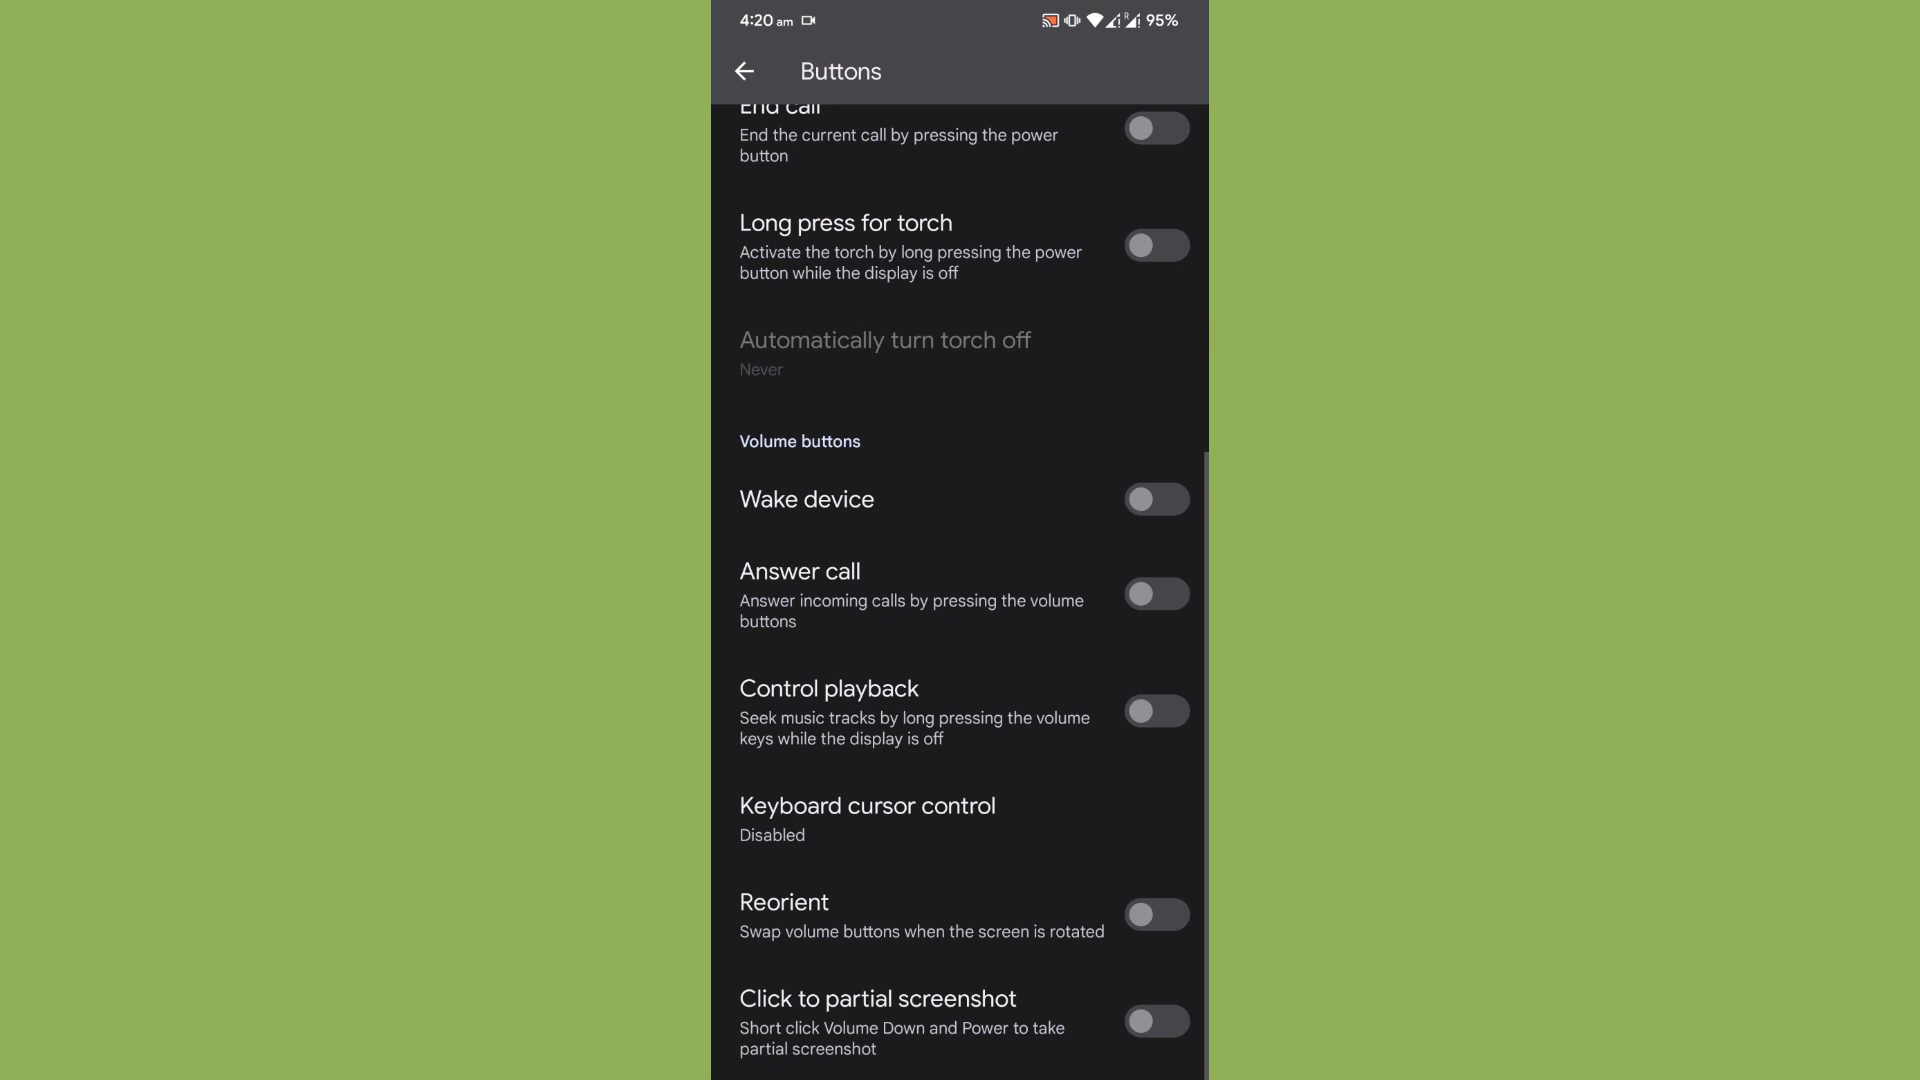 4:20 am
R
95%
Buttons
End call
End the current call by pressing the power
button
Long press for torch
Activate the torch by long pressing the power
button while the display is off
Automatically turn torch off
Never
Volume buttons
Wake device
Answer call
Answer incoming calls by pressing the volume
buttons
Control playback
Seek music tracks by long pressing the volume
keys while the display is off
Keyboard cursor control
Disabled
Reorient
Swap volume buttons when the screen is rotated
Click to partial screenshot
Short click Volume Down and Power to take
partial screenshot